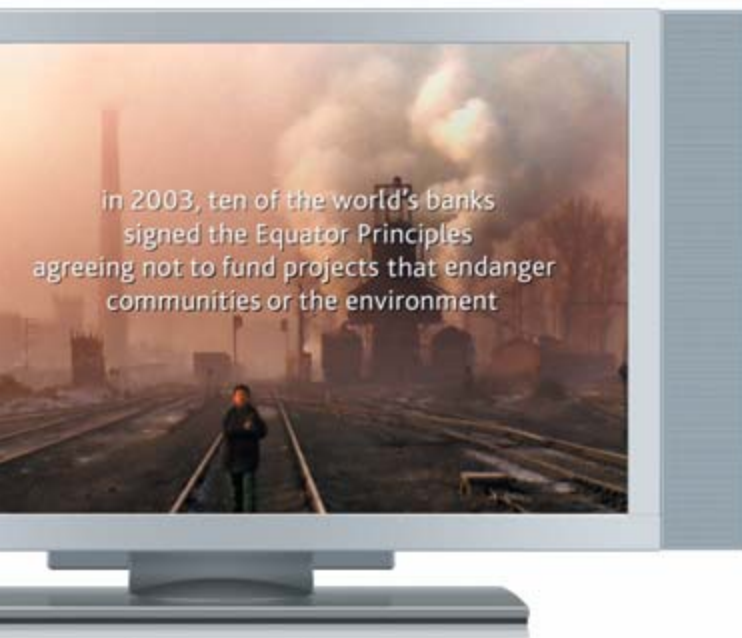 in 2003, ten of the world's banks
signed the Equator Principles
agreeing not to fund projects that endanger
communities or the environment